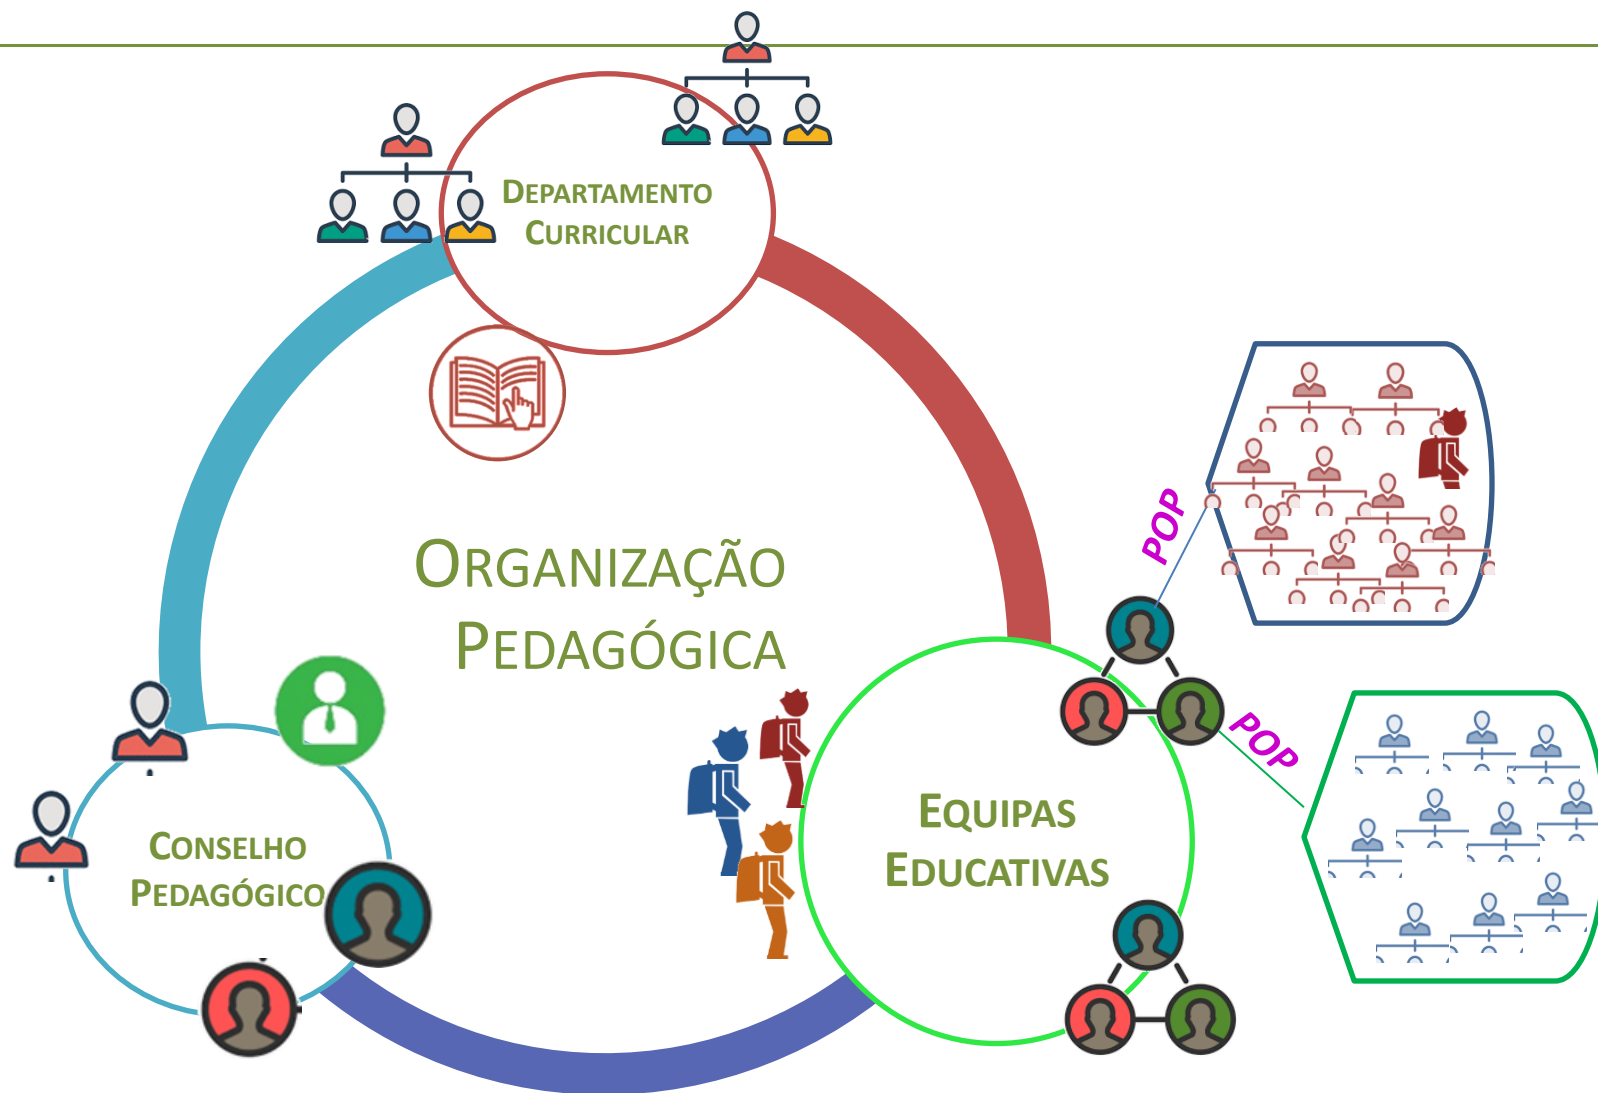 DEPARTAMENTO
CURRICULAR
ORGANIZAÇÃO
PEDAGÓGICA
POP
POP
EQUIPAS
EDUCATIVAS
CONSELHO
PEDAGÓGICO